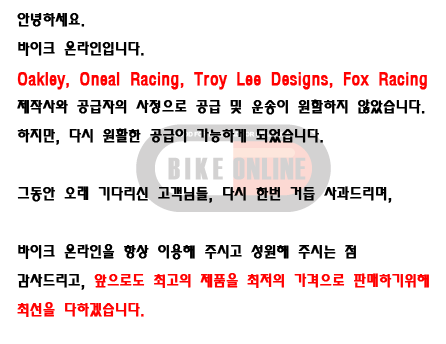 안녕하세요.
바이크 온라인입니다.
Oakley, Oneal Racing, Troy Lee Designs, Fox Racing
제작사와 공급자의 사정으로 공급 및 운송이 원할하지 않았습니다.
하지만, 다시 원활한 공급이 가능하게 되었습니다.
BIKE ONLINE
그동안 오래 기다리신 고객님들, 다시 한번 거듭 사과드리며,
바이크 온라인을 항상 이용해 주시고 성원해 주시는 점
감사드리고, 앞으로도 최고의 제품을 최저의 가격으로 판매하기위해
최선을 다하겠습니다.